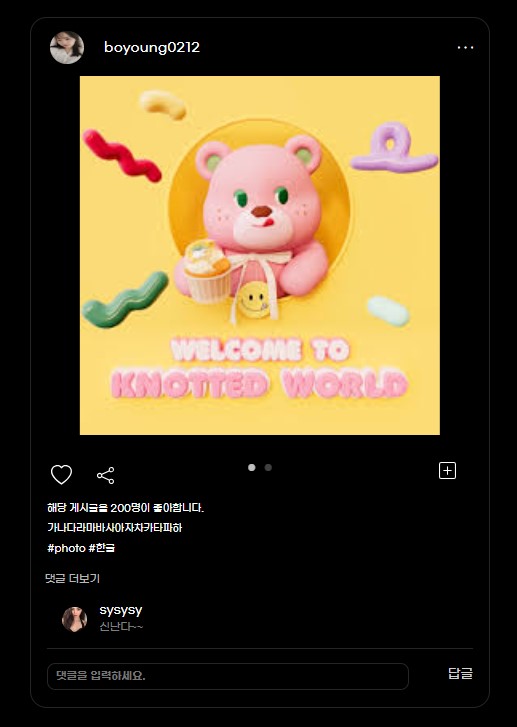 boyoung0212
WELCOME TO
KNOTTED WORLD
해당 게시글을 200명이 좋아합니다.
가나다라마바사아자차카타파하
#photo #한글
댓글 더보기
sysysy
신난다~~
댓글을 입력하세요.
답글